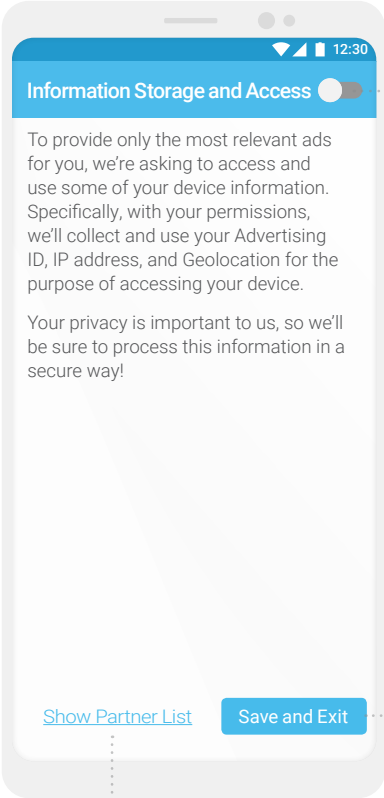 12:30
Information Storage and Access
To provide only the most relevant ads
for you, we’re asking to access and
use some of your device information.
Specifically, with your permissions,
we’ll collect and use your Advertising
ID, IP address, and Geolocation for the
purpose of accessing your device.
Your privacy is important to us, so we’ll
be sure to process this information in a
secure way!
Show Partner List
Save and Exit